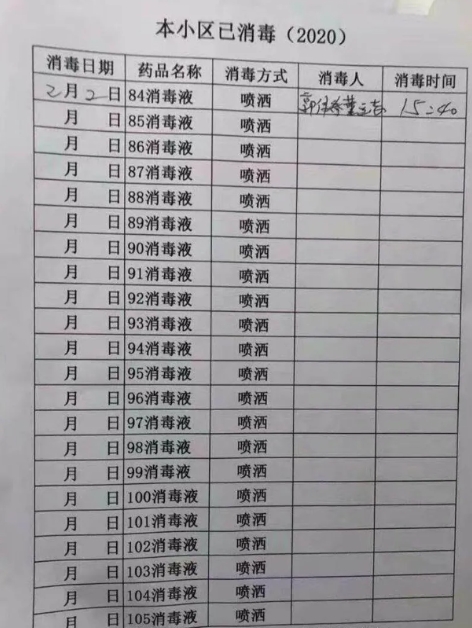 本小区已消毒（2020）
消毒日期 药品名称 消毒方式 消毒人 消毒时间
2月2日 84消毒液 喷洒 15:40
月 日 85消毒液 喷洒
月 日 86消毒液 喷洒
月 日 87消毒液 喷洒
月 日 88消毒液 喷洒
月 日 89消毒液 喷洒
月 日 90消毒液 喷洒
月 日 91消毒液 喷洒
月 日 92消毒液 喷洒
月 日 93消毒液 喷洒
月 日 94消毒液 喷洒
月 日 95消毒液 喷洒
月 日 96消毒液 喷洒
月 日 97消毒液 喷洒
月 日 98消毒液 喷洒
月 日 99消毒液 喷洒
月 日 100消毒液 喷洒
月 日 101消毒液 喷洒
月 日 102消毒液 喷洒
月 日 103消毒液 喷洒
月 日 104消毒液 喷洒
月 日 105消毒液 喷洒